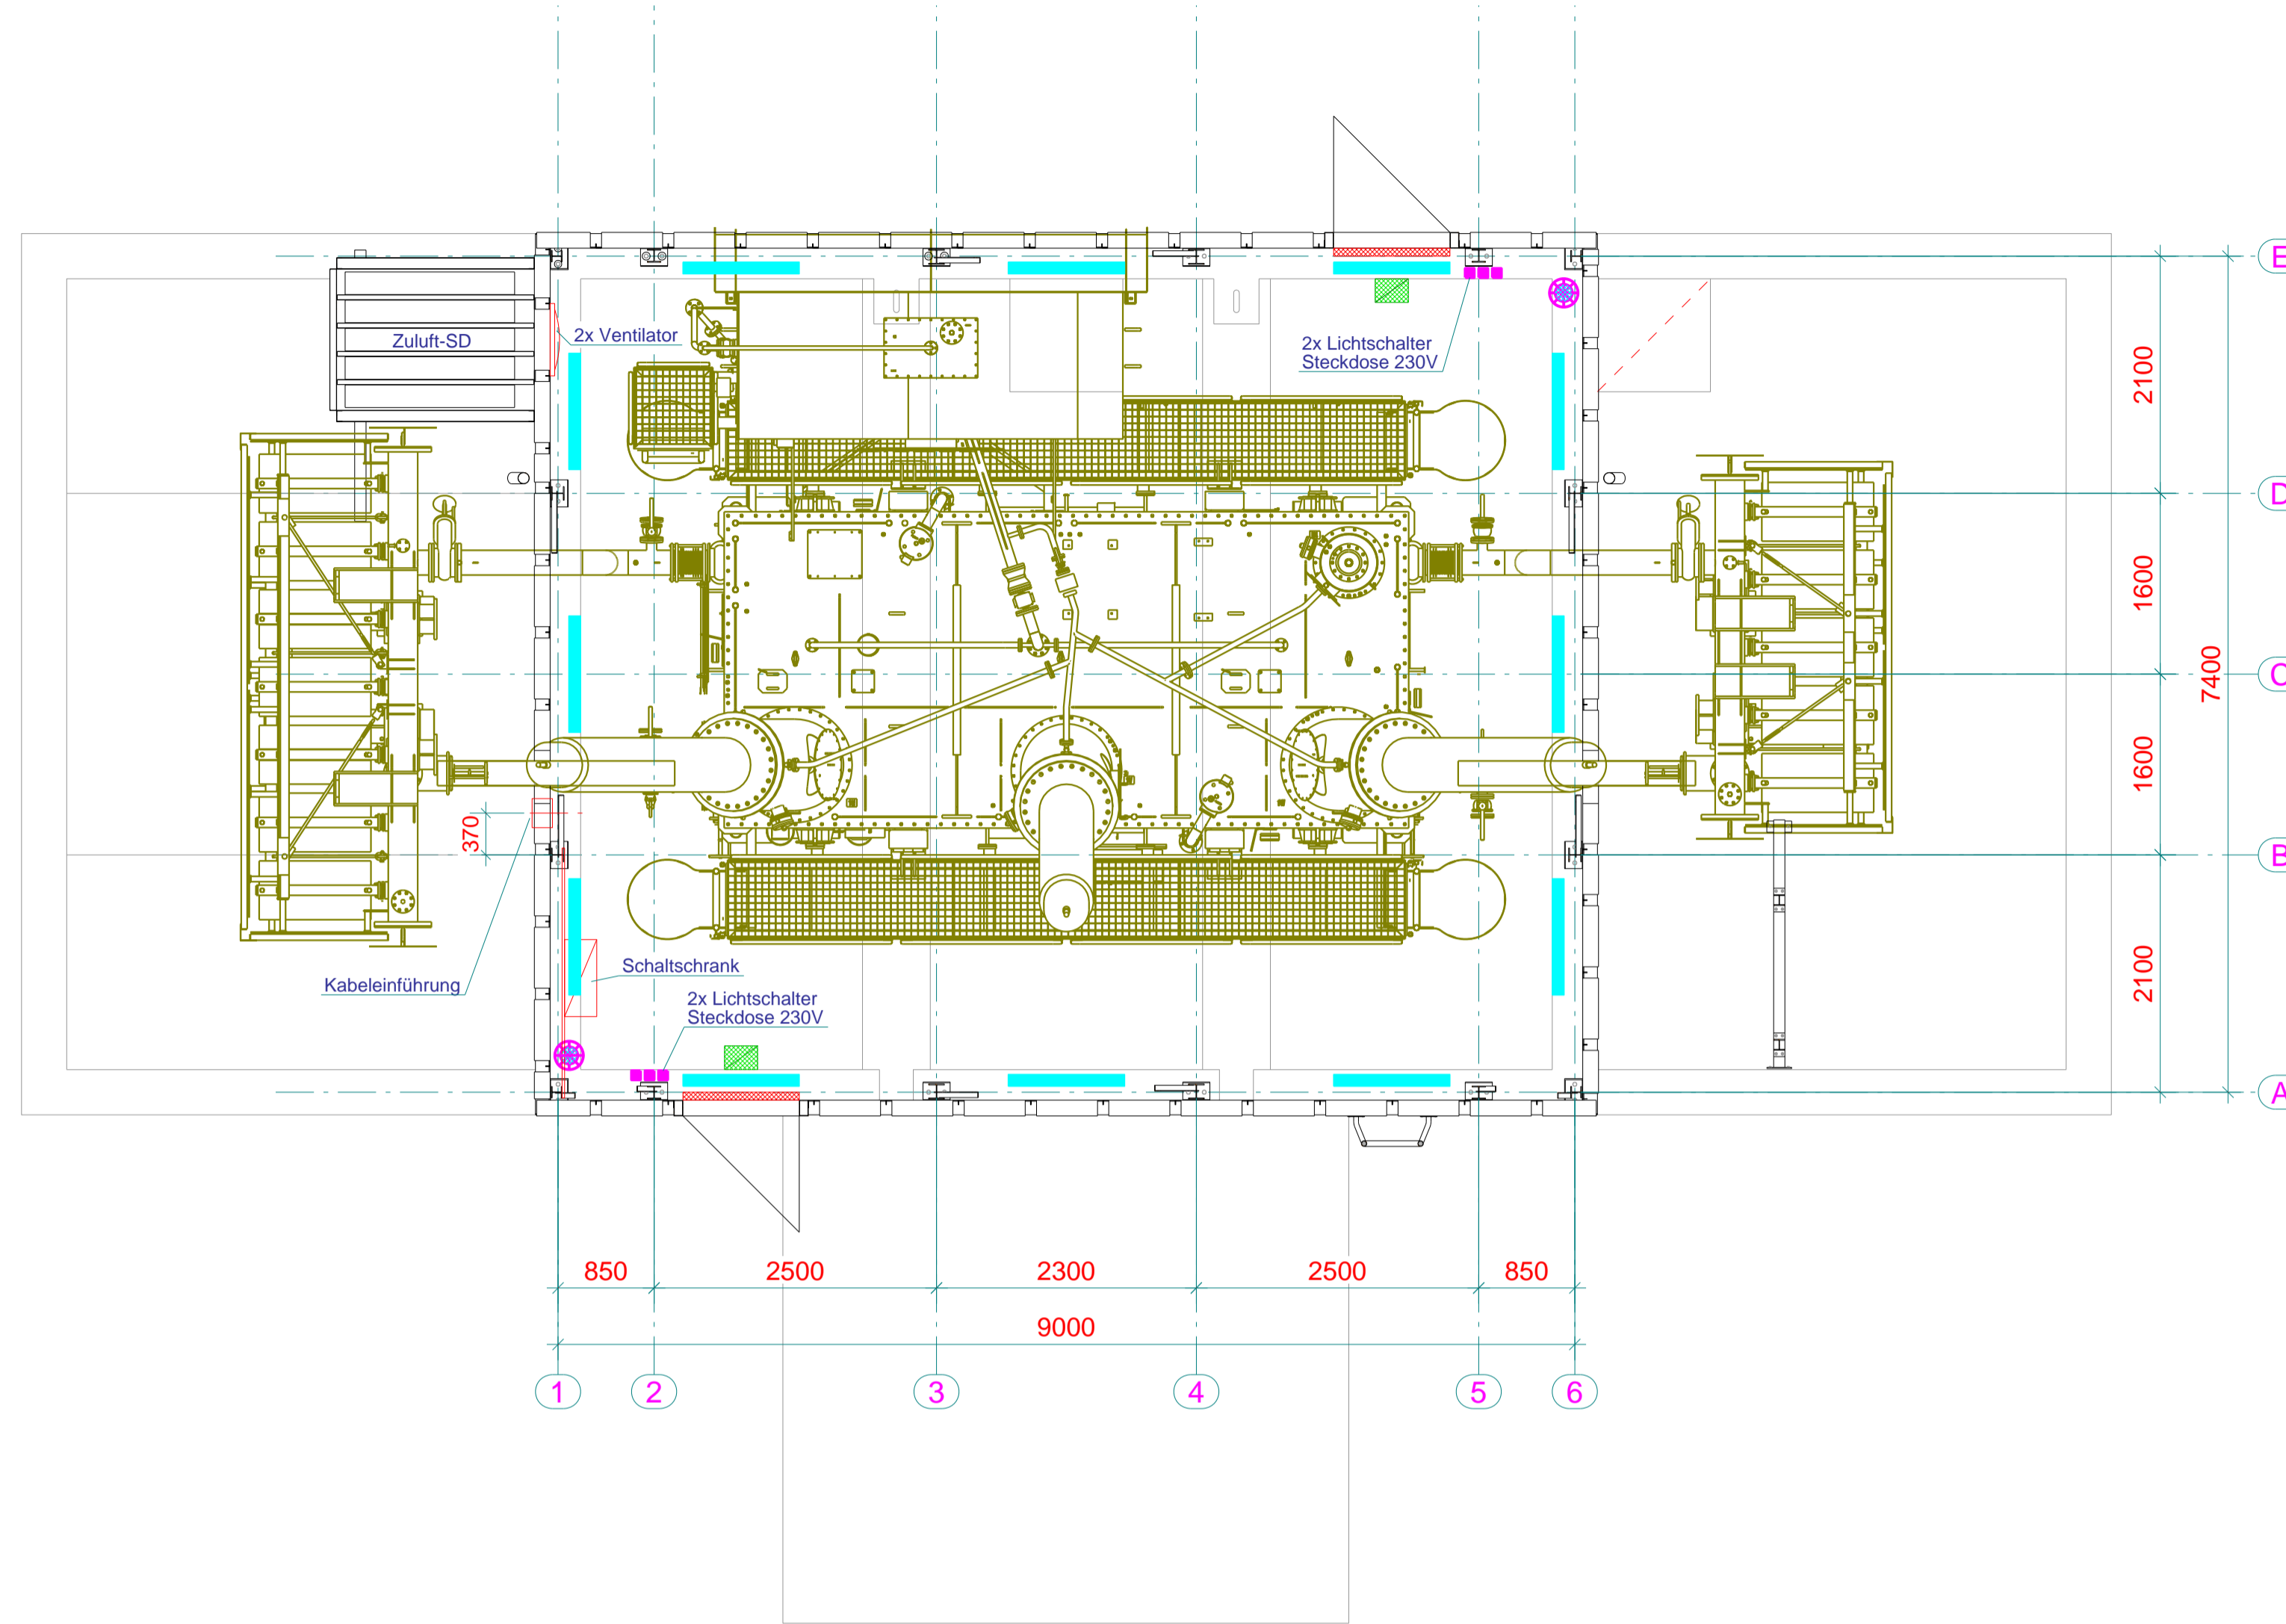 E
Zuluft-SD
2x Ventilator
2x Lichtschalter
Steckdose 230V
2100
D
1600
C
7400
1600
370
B
Kabeleinführung
Schaltschrank
2x Lichtschalter
Steckdose 230V
2100
A
850
2500
2300
2500
850
9000
1
2
3
4
5
6